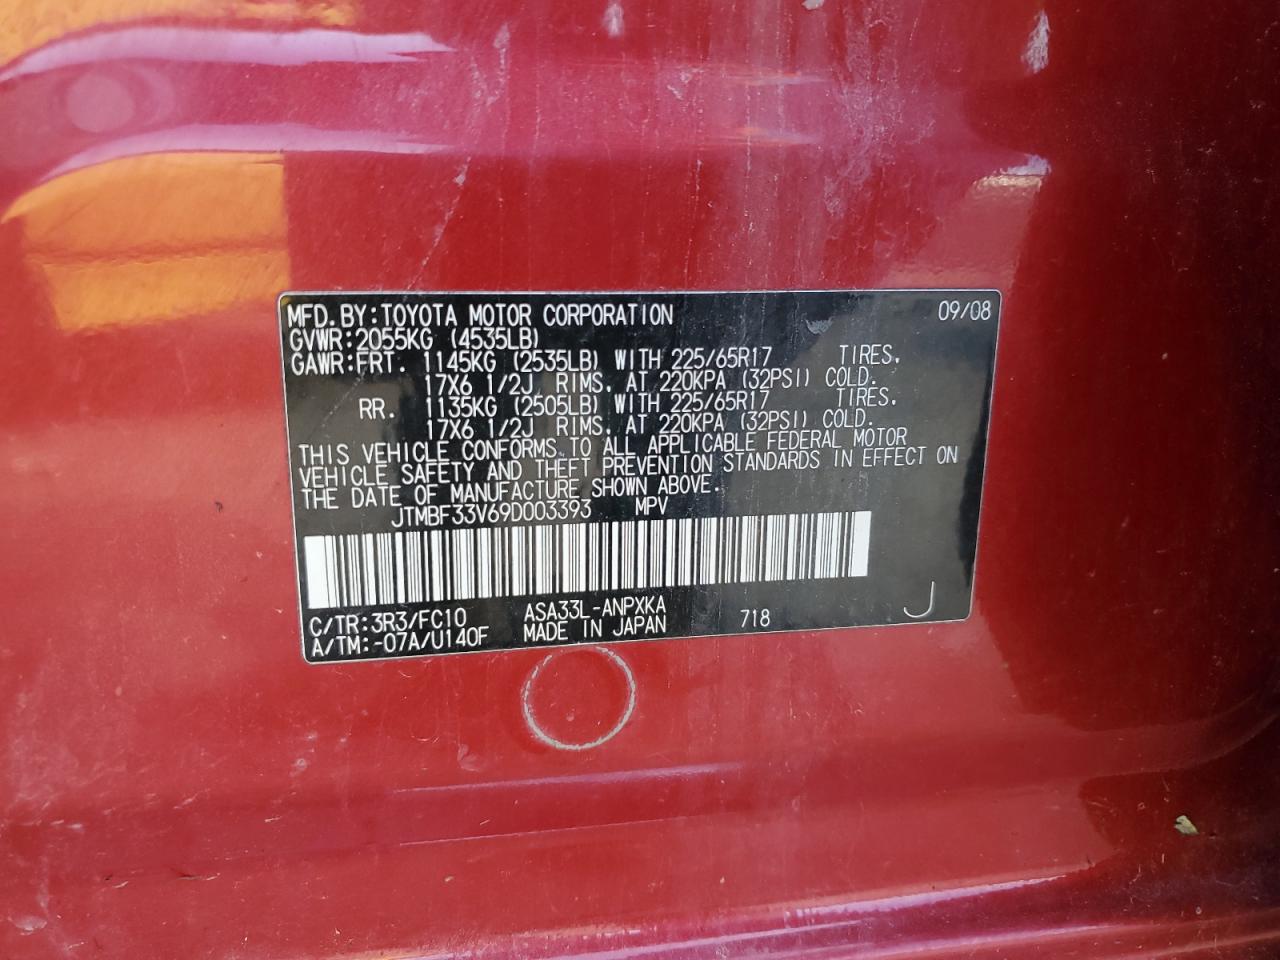 MFD.BY:TOYOTA MOTOR CORPORATION 09/08
GVWR:2055KG (4535LB)
GAWR:FRT. 1145KG (2535LB) WITH 225/65R17 TIRES,
17X6 1/2J RIMS, AT 220KPA (32PSI) COLD.
RR. 1135KG (2505LB) WITH 225/65R17 TIRES,
17X6 1/2J RIMS, AT 220KPA (32PSI) COLD.
THIS VEHICLE CONFORMS TO ALL APPLICABLE FEDERAL MOTOR
VEHICLE SAFETY AND THEFT PREVENTION STANDARDS IN EFFECT ON
THE DATE OF MANUFACTURE SHOWN ABOVE.
JTMBF33V69D003393 MPV
C/TR:3R3/FC10 ASA33L-ANPXKA 718 J
A/TM:-07A/U140F MADE IN JAPAN